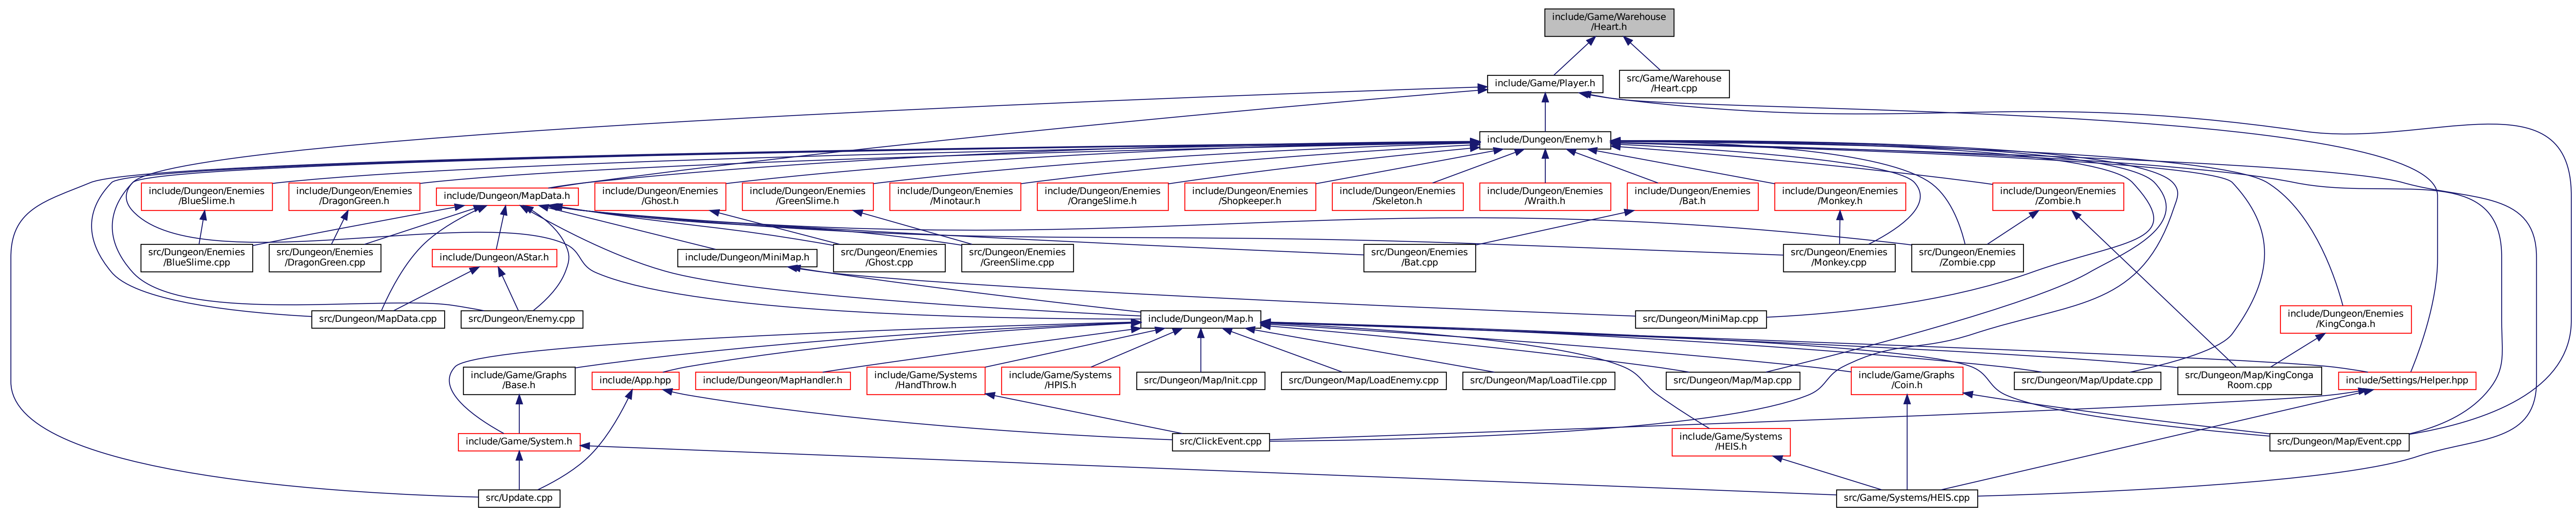 include/Game/Warehouse
/Heart.h
include/Game/Player.h
src/Game/Warehouse
/Heart.cpp
include/Dungeon/Enemy.h
include/Dungeon/Enemies
/BlueSlime.h
include/Dungeon/Enemies
/DragonGreen.h
include/Dungeon/MapData.h
include/Dungeon/Enemies
/Ghost.h
include/Dungeon/Enemies
/GreenSlime.h
include/Dungeon/Enemies
/Minotaur.h
include/Dungeon/Enemies
/OrangeSlime.h
include/Dungeon/Enemies
/Shopkeeper.h
include/Dungeon/Enemies
/Skeleton.h
include/Dungeon/Enemies
/Wraith.h
include/Dungeon/Enemies
/Bat.h
include/Dungeon/Enemies
/Monkey.h
include/Dungeon/Enemies
/Zombie.h
src/Dungeon/Enemies
/BlueSlime.cpp
src/Dungeon/Enemies
/DragonGreen.cpp
include/Dungeon/AStar.h
include/Dungeon/MiniMap.h
src/Dungeon/Enemies
/Ghost.cpp
src/Dungeon/Enemies
/GreenSlime.cpp
src/Dungeon/Enemies
/Bat.cpp
src/Dungeon/Enemies
/Monkey.cpp
src/Dungeon/Enemies
/Zombie.cpp
src/Dungeon/MapData.cpp
src/Dungeon/Enemy.cpp
include/Dungeon/Map.h
src/Dungeon/MiniMap.cpp
include/Dungeon/Enemies
/KingConga.h
include/Game/Graphs
/Base.h
include/App.hpp
include/Dungeon/MapHandler.h
include/Game/Systems
/HandThrow.h
include/Game/Systems
/HPIS.h
src/Dungeon/Map/Init.cpp
src/Dungeon/Map/LoadEnemy.cpp
src/Dungeon/Map/LoadTile.cpp
src/Dungeon/Map/Map.cpp
include/Game/Graphs
/Coin.h
src/Dungeon/Map/Update.cpp
src/Dungeon/Map/KingConga
Room.cpp
include/Settings/Helper.hpp
include/Game/System.h
src/ClickEvent.cpp
include/Game/Systems
/HEIS.h
src/Dungeon/Map/Event.cpp
src/Update.cpp
src/Game/Systems/HEIS.cpp